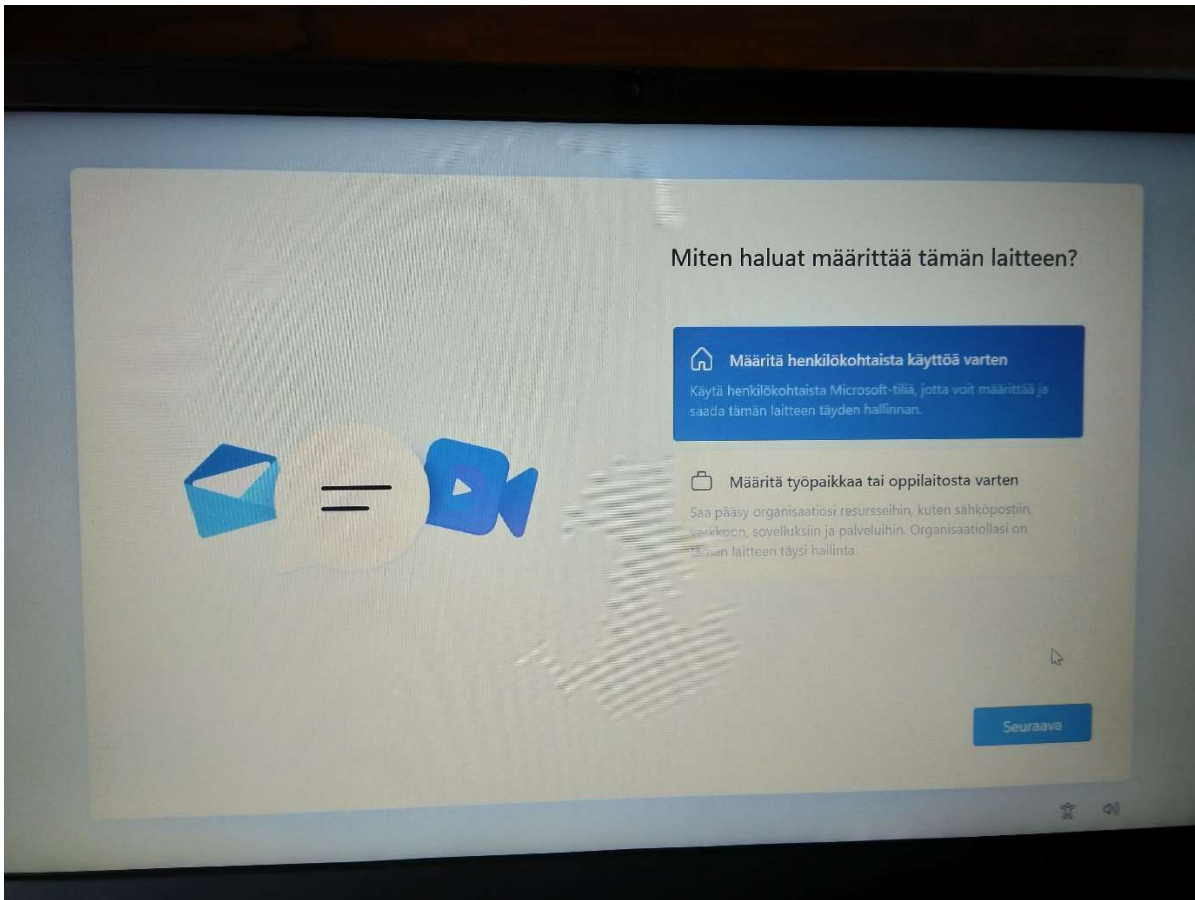 Miten haluat määrittää tämän laitteen?
Määritä henkilökohtaista käyttöä varten
Käytä henkilökohtaista Microsoft-tiliä, jotta voit määrittää ja
saada tämän laitteen täyden hallinnan.
Määritä työpaikkaa tai oppilaitosta varten
Saa pääsy organisaatiosi resursseihin, kuten sähköpostiin,
verkkoon, sovelluksiin ja palveluihin. Organisaatiollasi on
tämän laitteen täysi hallinta.
Seuraava